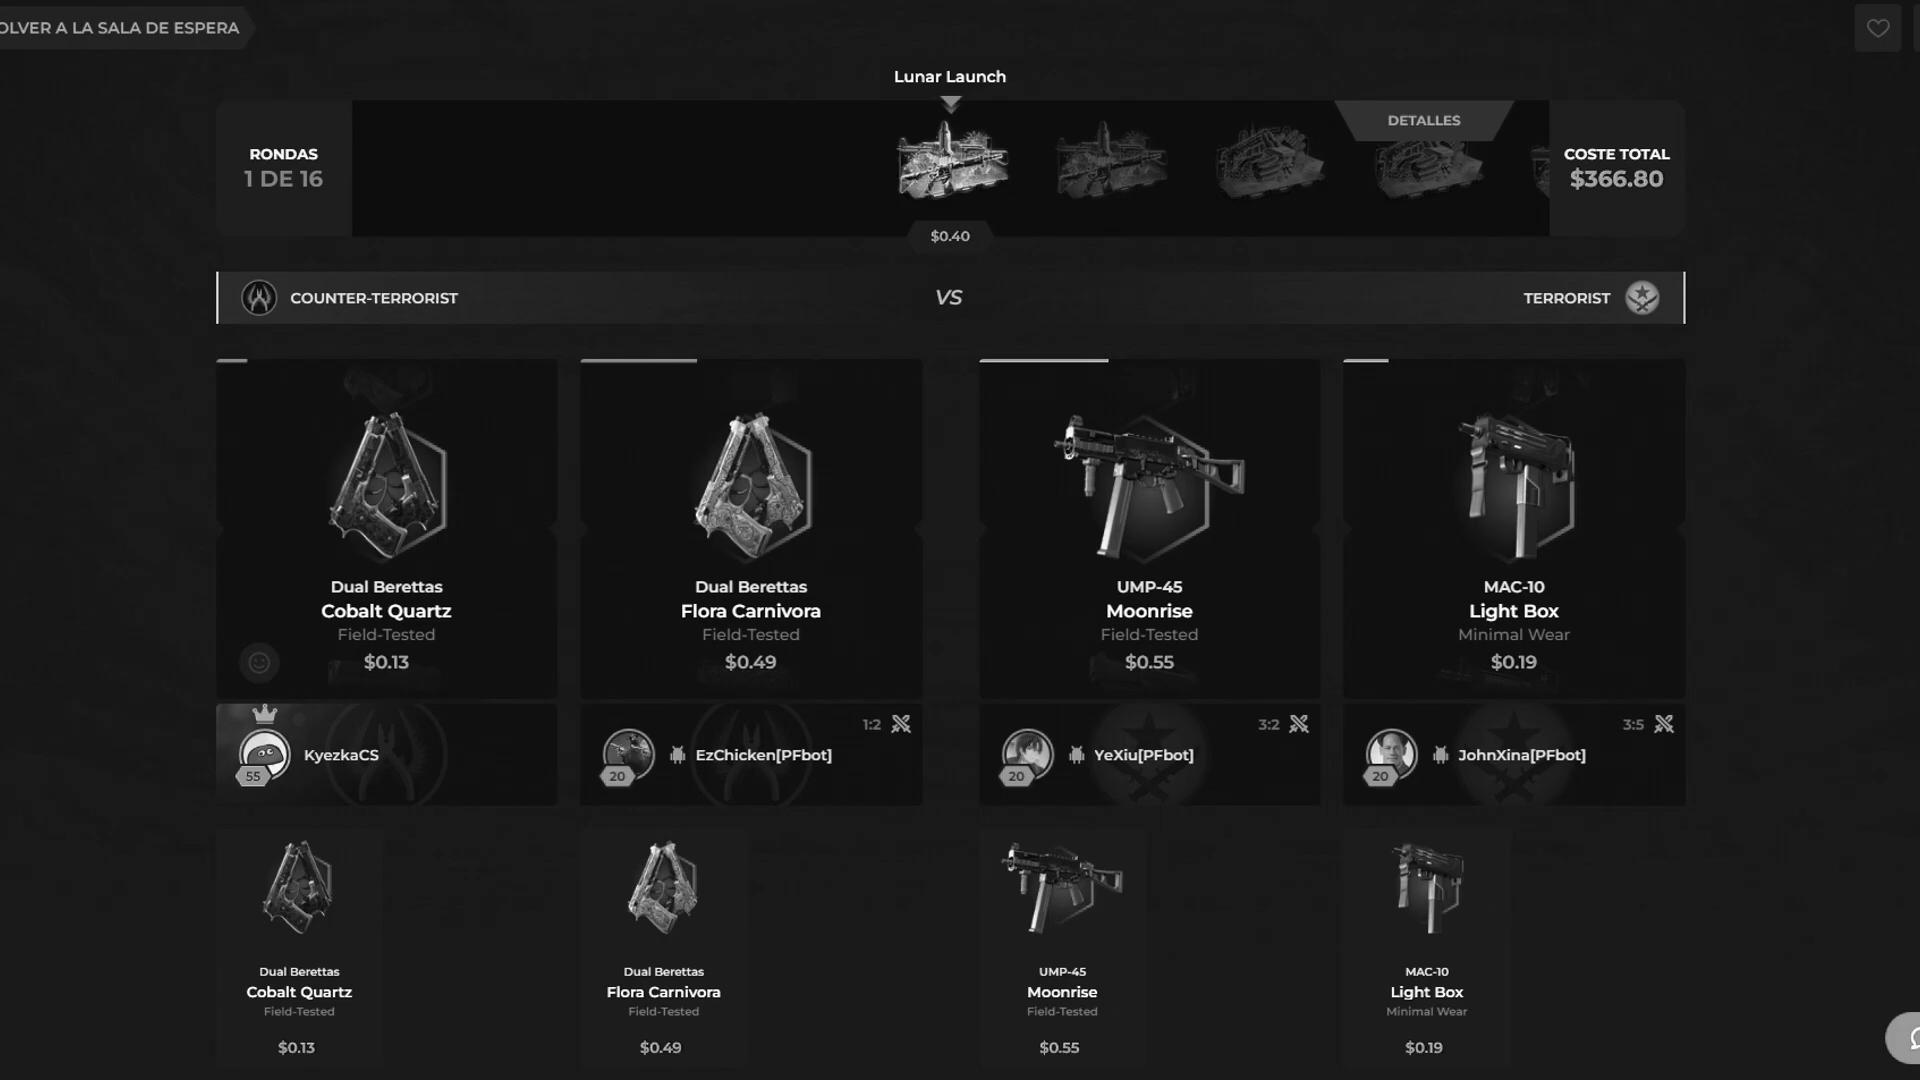 OLVER A LA SALA DE ESPERA
Lunar Launch
RONDAS
1 DE 16
DETALLES
COSTE TOTAL
$366.80
$0.40
COUNTER-TERRORIST
VS
TERRORIST
Dual Berettas
Cobalt Quartz
Field-Tested
$0.13
Dual Berettas
Flora Carnivora
Field-Tested
$0.49
UMP-45
Moonrise
Field-Tested
$0.55
MAC-10
Light Box
Minimal Wear
$0.19
55
KyezkaCS
1:2
20
EzChicken[PFbot]
3:2
20
YeXiu[PFbot]
3:5
20
JohnXina[PFbot]
Dual Berettas
Cobalt Quartz
Field-Tested
$0.13
Dual Berettas
Flora Carnivora
Field-Tested
$0.49
UMP-45
Moonrise
Field-Tested
$0.55
MAC-10
Light Box
Minimal Wear
$0.19